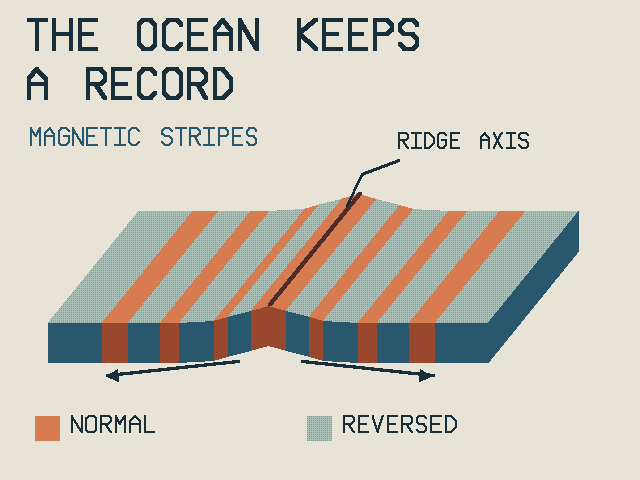 THE OCEAN KEEPS
A RECORD
MAGNETIC STRIPES
RIDGE AXIS
NORMAL
REVERSED